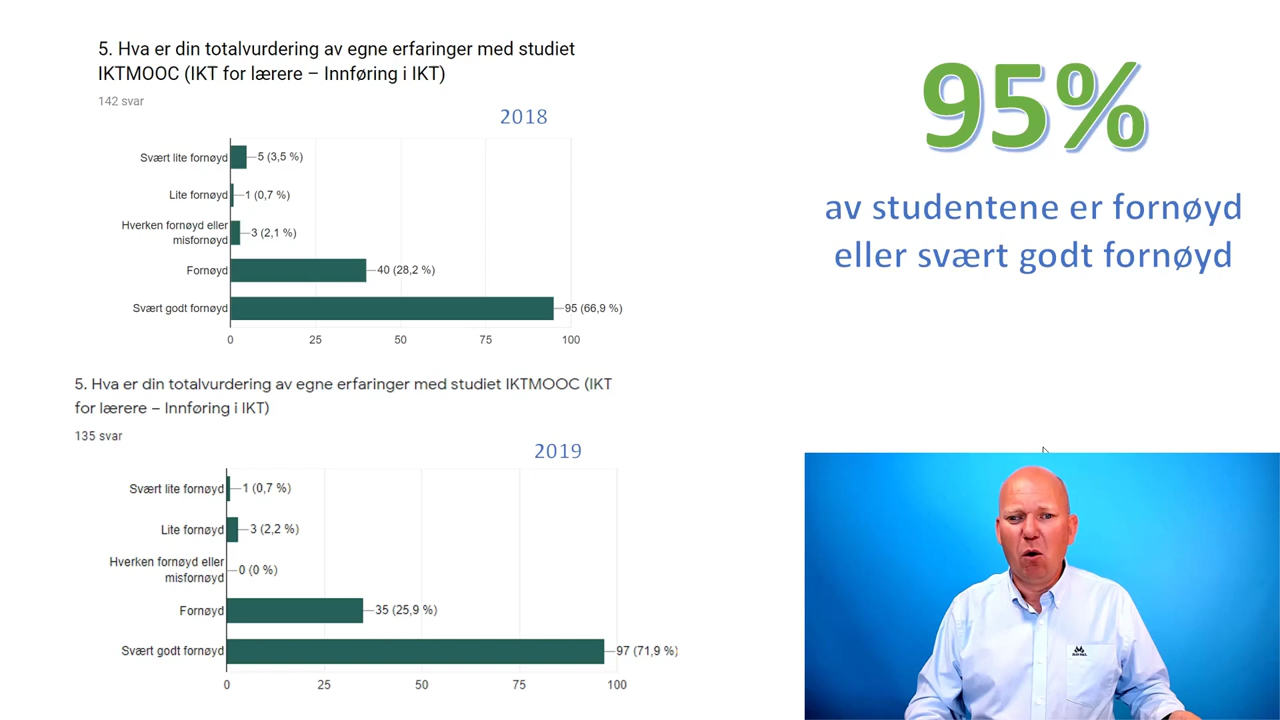 5. Hva er din totalvurdering av egne erfaringer med studiet
IKTMOOC (IKT for lærere – Innføring i IKT)
142 svar
2018
Svært lite fornøyd
5 (3,5 %)
Lite fornøyd
1 (0,7 %)
Hverken fornøyd eller
misfornøyd
3 (2,1 %)
Fornøyd
40 (28,2 %)
Svært godt fornøyd
95 (66,9 %)
0 25 50 75 100
95%
av studentene er fornøyd
eller svært godt fornøyd
5. Hva er din totalvurdering av egne erfaringer med studiet IKTMOOC (IKT
for lærere – Innføring i IKT)
135 svar
2019
Svært lite fornøyd
1 (0,7 %)
Lite fornøyd
3 (2,2 %)
Hverken fornøyd eller
misfornøyd
0 (0 %)
Fornøyd
35 (25,9 %)
Svært godt fornøyd
97 (71,9 %)
0 25 50 75 100